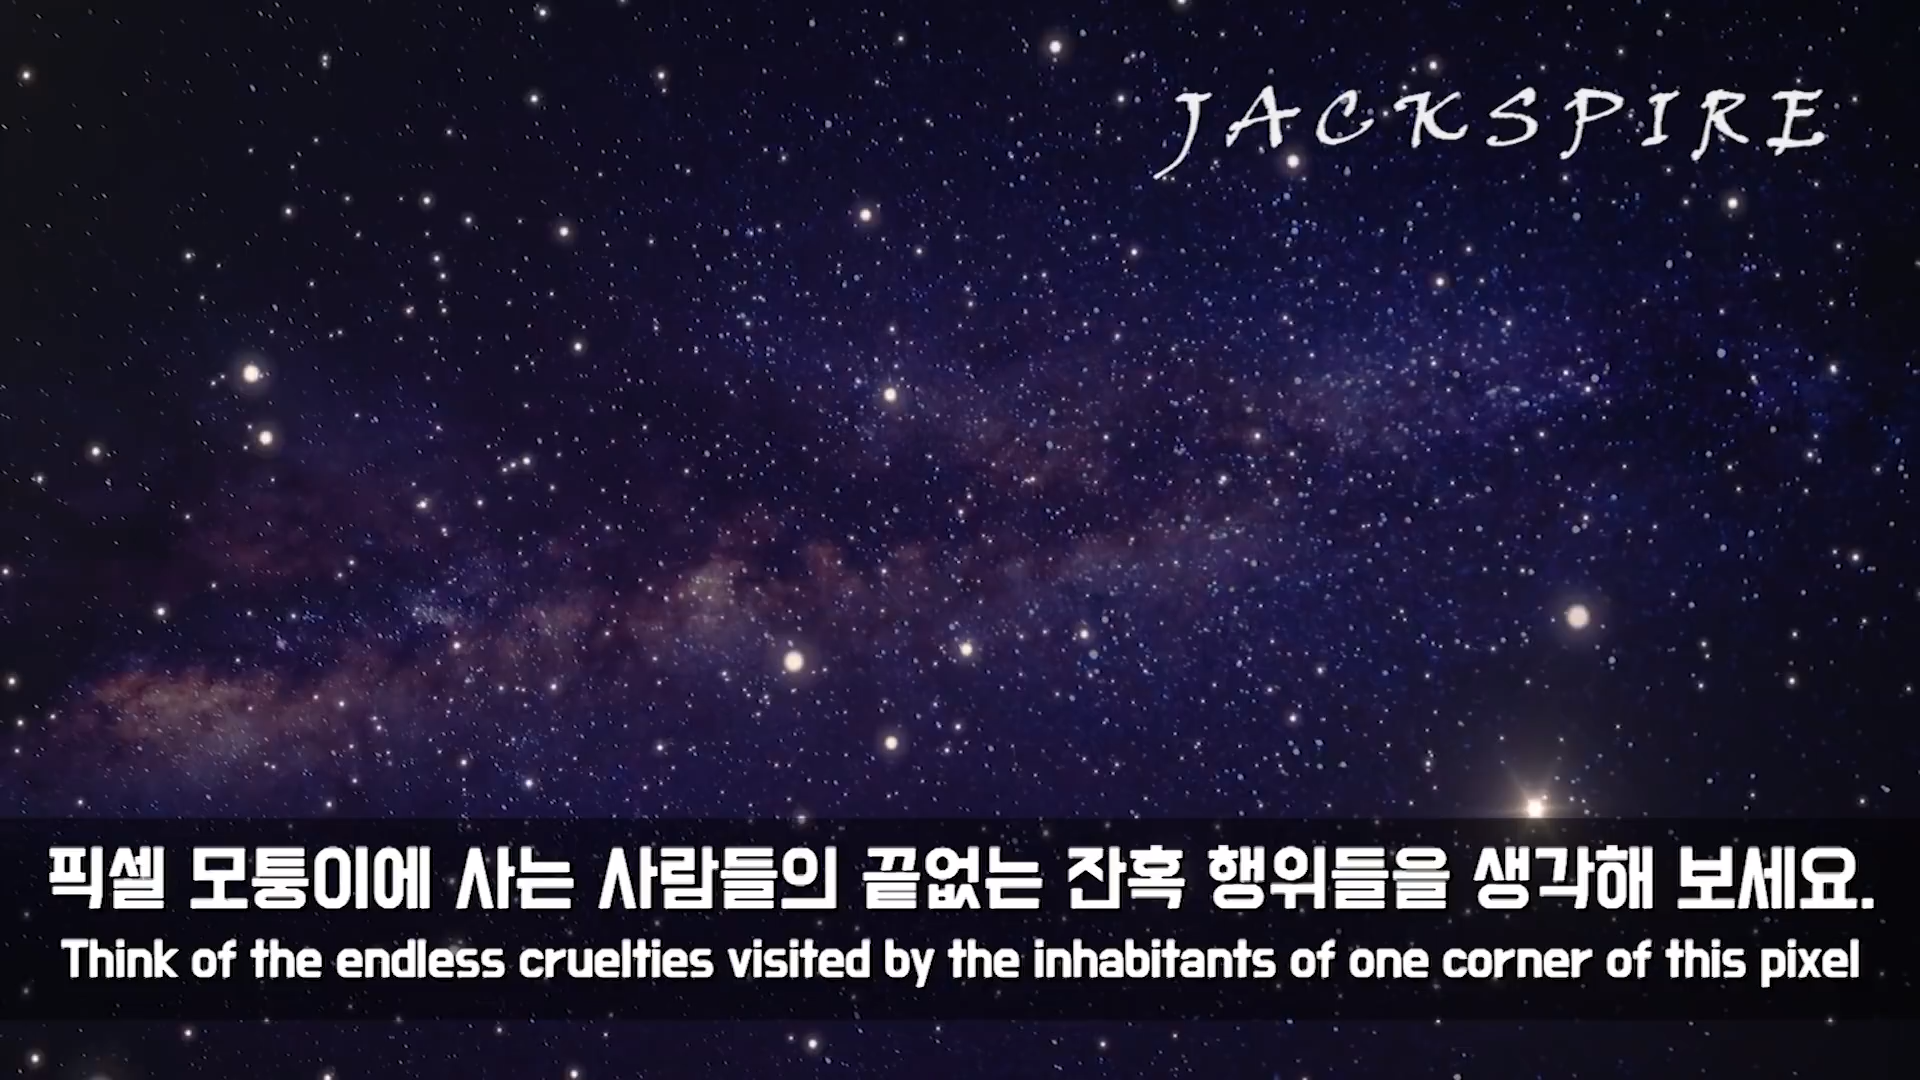 JACKSPIRE
픽셀 모퉁이에 사는 사람들의 끝없는 잔혹 행위들을 생각해 보세요.
Think of the endless cruelties visited by the inhabitants of one corner of this pixel